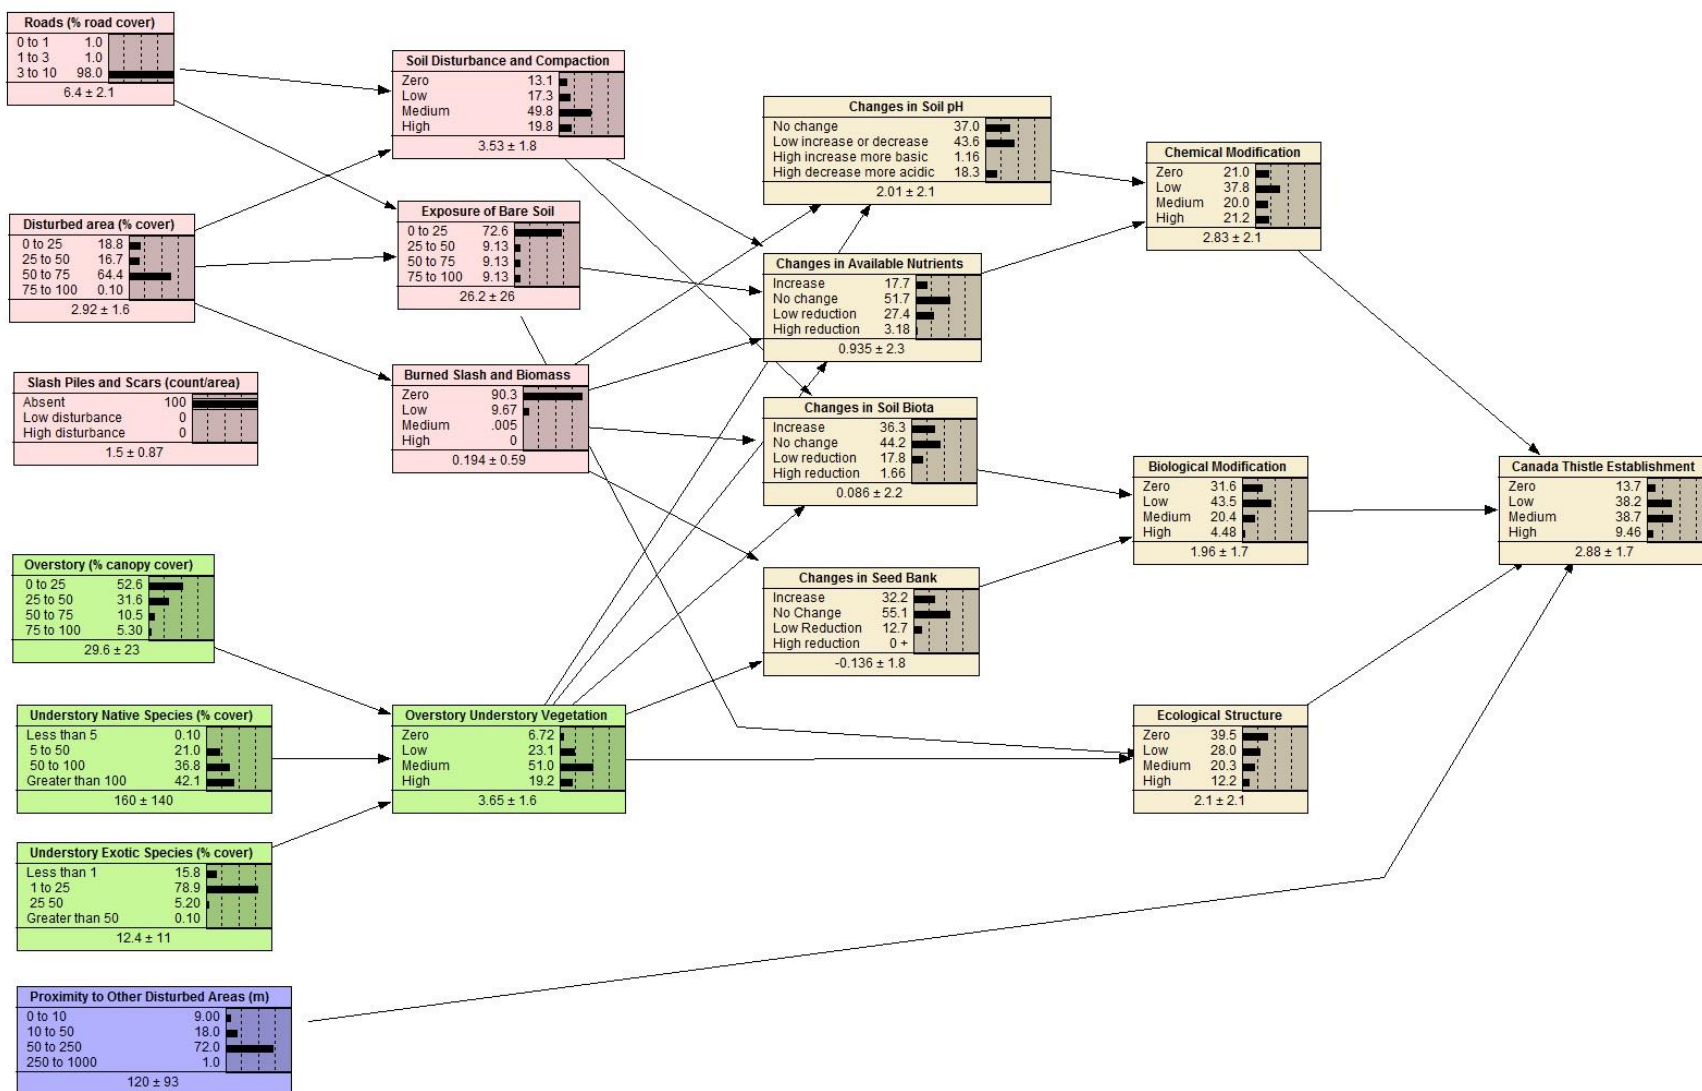 Roads (% road cover)
0 to 1 1.0
1 to 3 1.0
3 to 10 98.0
6.4 ± 2.1
Disturbed area (% cover)
0 to 25 18.8
25 to 50 16.7
50 to 75 64.4
75 to 100 0.10
2.92 ± 1.6
Slash Piles and Scars (count/area)
Absent 100
Low disturbance 0
High disturbance 0
1.5 ± 0.87
Overstory (% canopy cover)
0 to 25 52.6
25 to 50 31.6
50 to 75 10.5
75 to 100 5.30
29.6 ± 23
Understory Native Species (% cover)
Less than 5 0.10
5 to 50 21.0
50 to 100 36.8
Greater than 100 42.1
160 ± 140
Understory Exotic Species (% cover)
Less than 1 15.8
1 to 25 78.9
25 50 5.20
Greater than 50 0.10
12.4 ± 11
Proximity to Other Disturbed Areas (m)
0 to 10 9.00
10 to 50 18.0
50 to 250 72.0
250 to 1000 1.0
120 ± 93
Soil Disturbance and Compaction
Zero 13.1
Low 17.3
Medium 49.8
High 19.8
3.53 ± 1.8
Exposure of Bare Soil
0 to 25 72.6
25 to 50 9.13
50 to 75 9.13
75 to 100 9.13
26.2 ± 26
Burned Slash and Biomass
Zero 90.3
Low 9.67
Medium .005
High 0
0.194 ± 0.59
Overstory Understory Vegetation
Zero 6.72
Low 23.1
Medium 51.0
High 19.2
3.65 ± 1.6
Changes in Soil pH
No change 37.0
Low increase or decrease 43.6
High increase more basic 1.16
High decrease more acidic 18.3
2.01 ± 2.1
Changes in Available Nutrients
Increase 17.7
No change 51.7
Low reduction 27.4
High reduction 3.18
0.935 ± 2.3
Changes in Soil Biota
Increase 36.3
No change 44.2
Low reduction 17.8
High reduction 1.66
0.086 ± 2.2
Changes in Seed Bank
Increase 32.2
No Change 55.1
Low Reduction 12.7
High reduction 0 +
-0.136 ± 1.8
Chemical Modification
Zero 21.0
Low 37.8
Medium 20.0
High 21.2
2.83 ± 2.1
Biological Modification
Zero 31.6
Low 43.5
Medium 20.4
High 4.48
1.96 ± 1.7
Ecological Structure
Zero 39.5
Low 28.0
Medium 20.3
High 12.2
2.1 ± 2.1
Canada Thistle Establishment
Zero 13.7
Low 38.2
Medium 38.7
High 9.46
2.88 ± 1.7